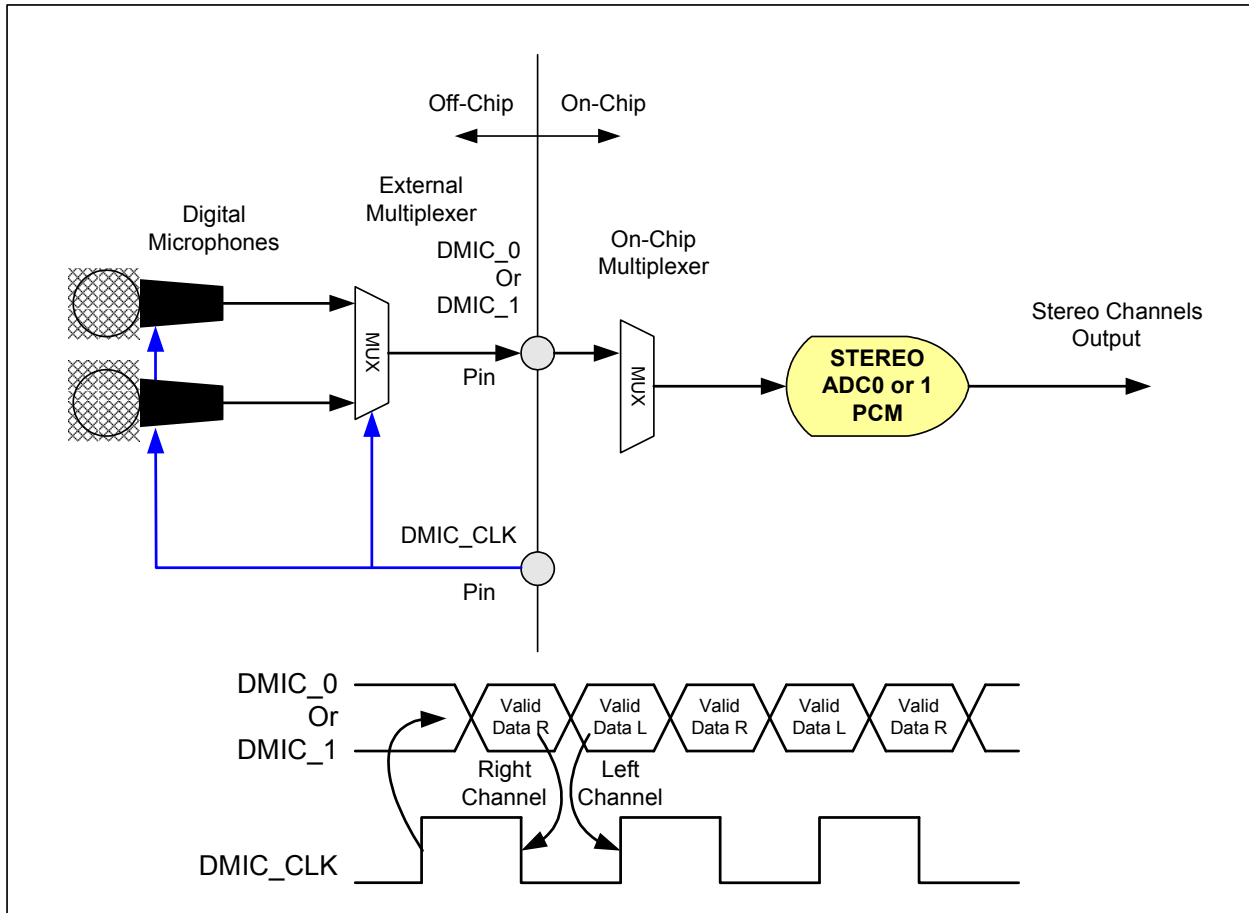 Off-Chip
On-Chip
External
Multiplexer
Digital
Microphones
DMIC_0
Or
DMIC_1
On-Chip
Multiplexer
Stereo Channels
Output
MUX
MUX
STEREO
ADC0 or 1
PCM
Pin
DMIC_CLK
Pin
DMIC_0
Or
DMIC_1
Valid
Data R
Valid
Data L
Valid
Data R
Valid
Data L
Valid
Data R
Right
Channel
Left
Channel
DMIC_CLK